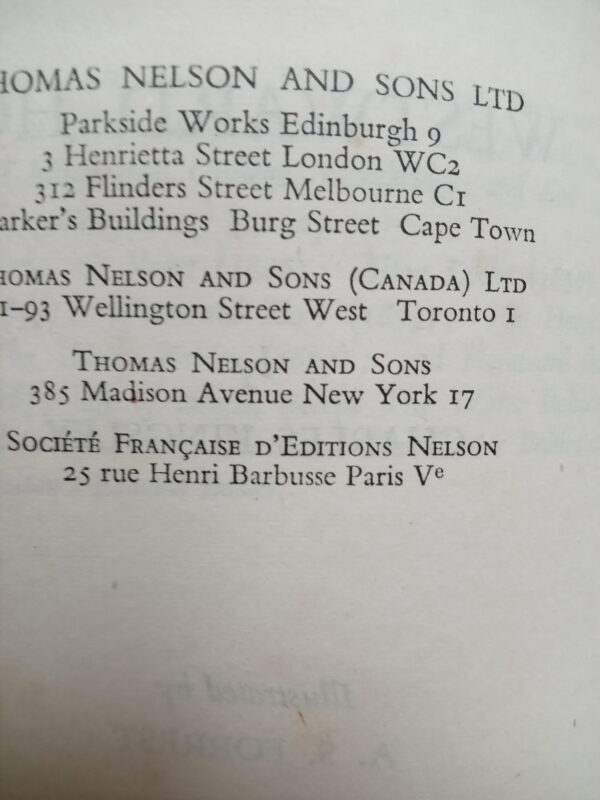 HOMAS NELSON AND SONS LTD
Parkside Works Edinburgh 9
3 Henrietta Street London WC2
312 Flinders Street Melbourne C1
arker's Buildings Burg Street Cape Town
HOMAS NELSON AND SONS (CANADA) LTD
1–93 Wellington Street West Toronto 1
THOMAS NELSON AND SONS
385 Madison Avenue New York 17
SOCIÉTÉ FRANÇAISE D'EDITIONS NELSON
25 rue Henri Barbusse Paris Ve
Illustrated by
A. S. FORREST